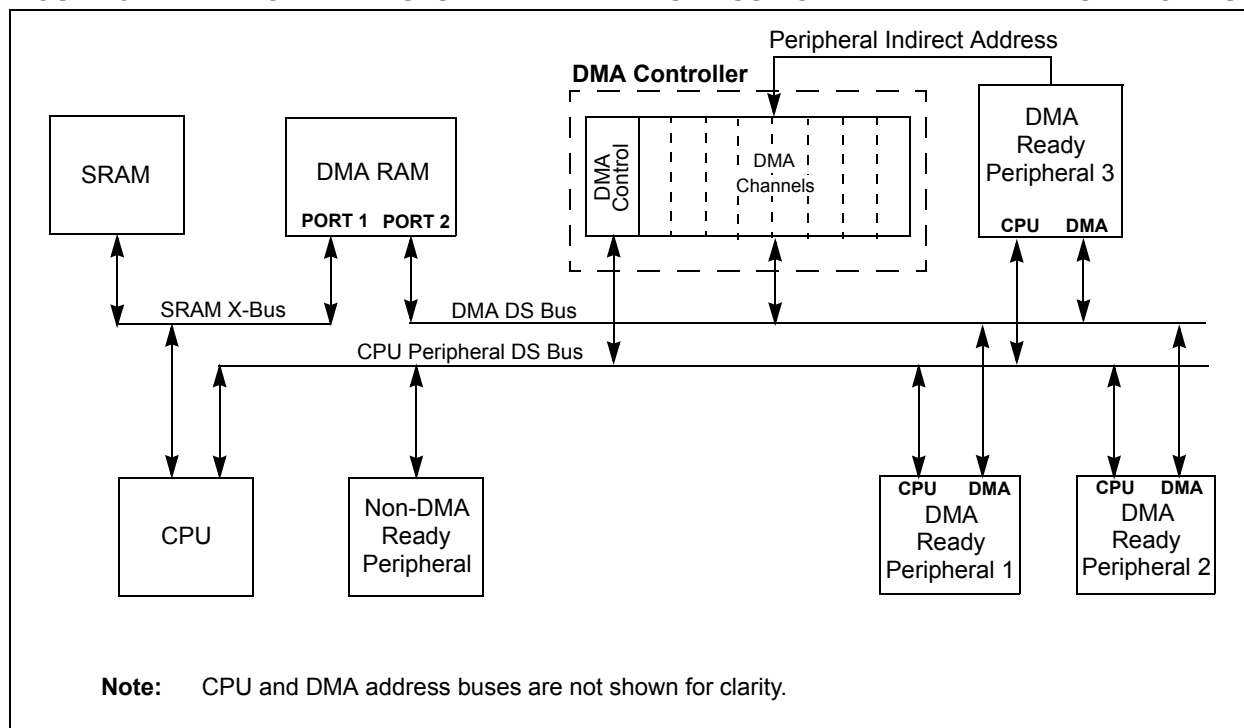 Peripheral Indirect Address
DMA Controller
SRAM
DMA RAM
PORT 1 PORT 2
DMA
Control
DMA
Channels
DMA
Ready
Peripheral 3
CPU DMA
SRAM X-Bus
DMA DS Bus
CPU Peripheral DS Bus
CPU
Non-DMA
Ready
Peripheral
CPU DMA
DMA
Ready
Peripheral 1
CPU DMA
DMA
Ready
Peripheral 2
Note: CPU and DMA address buses are not shown for clarity.